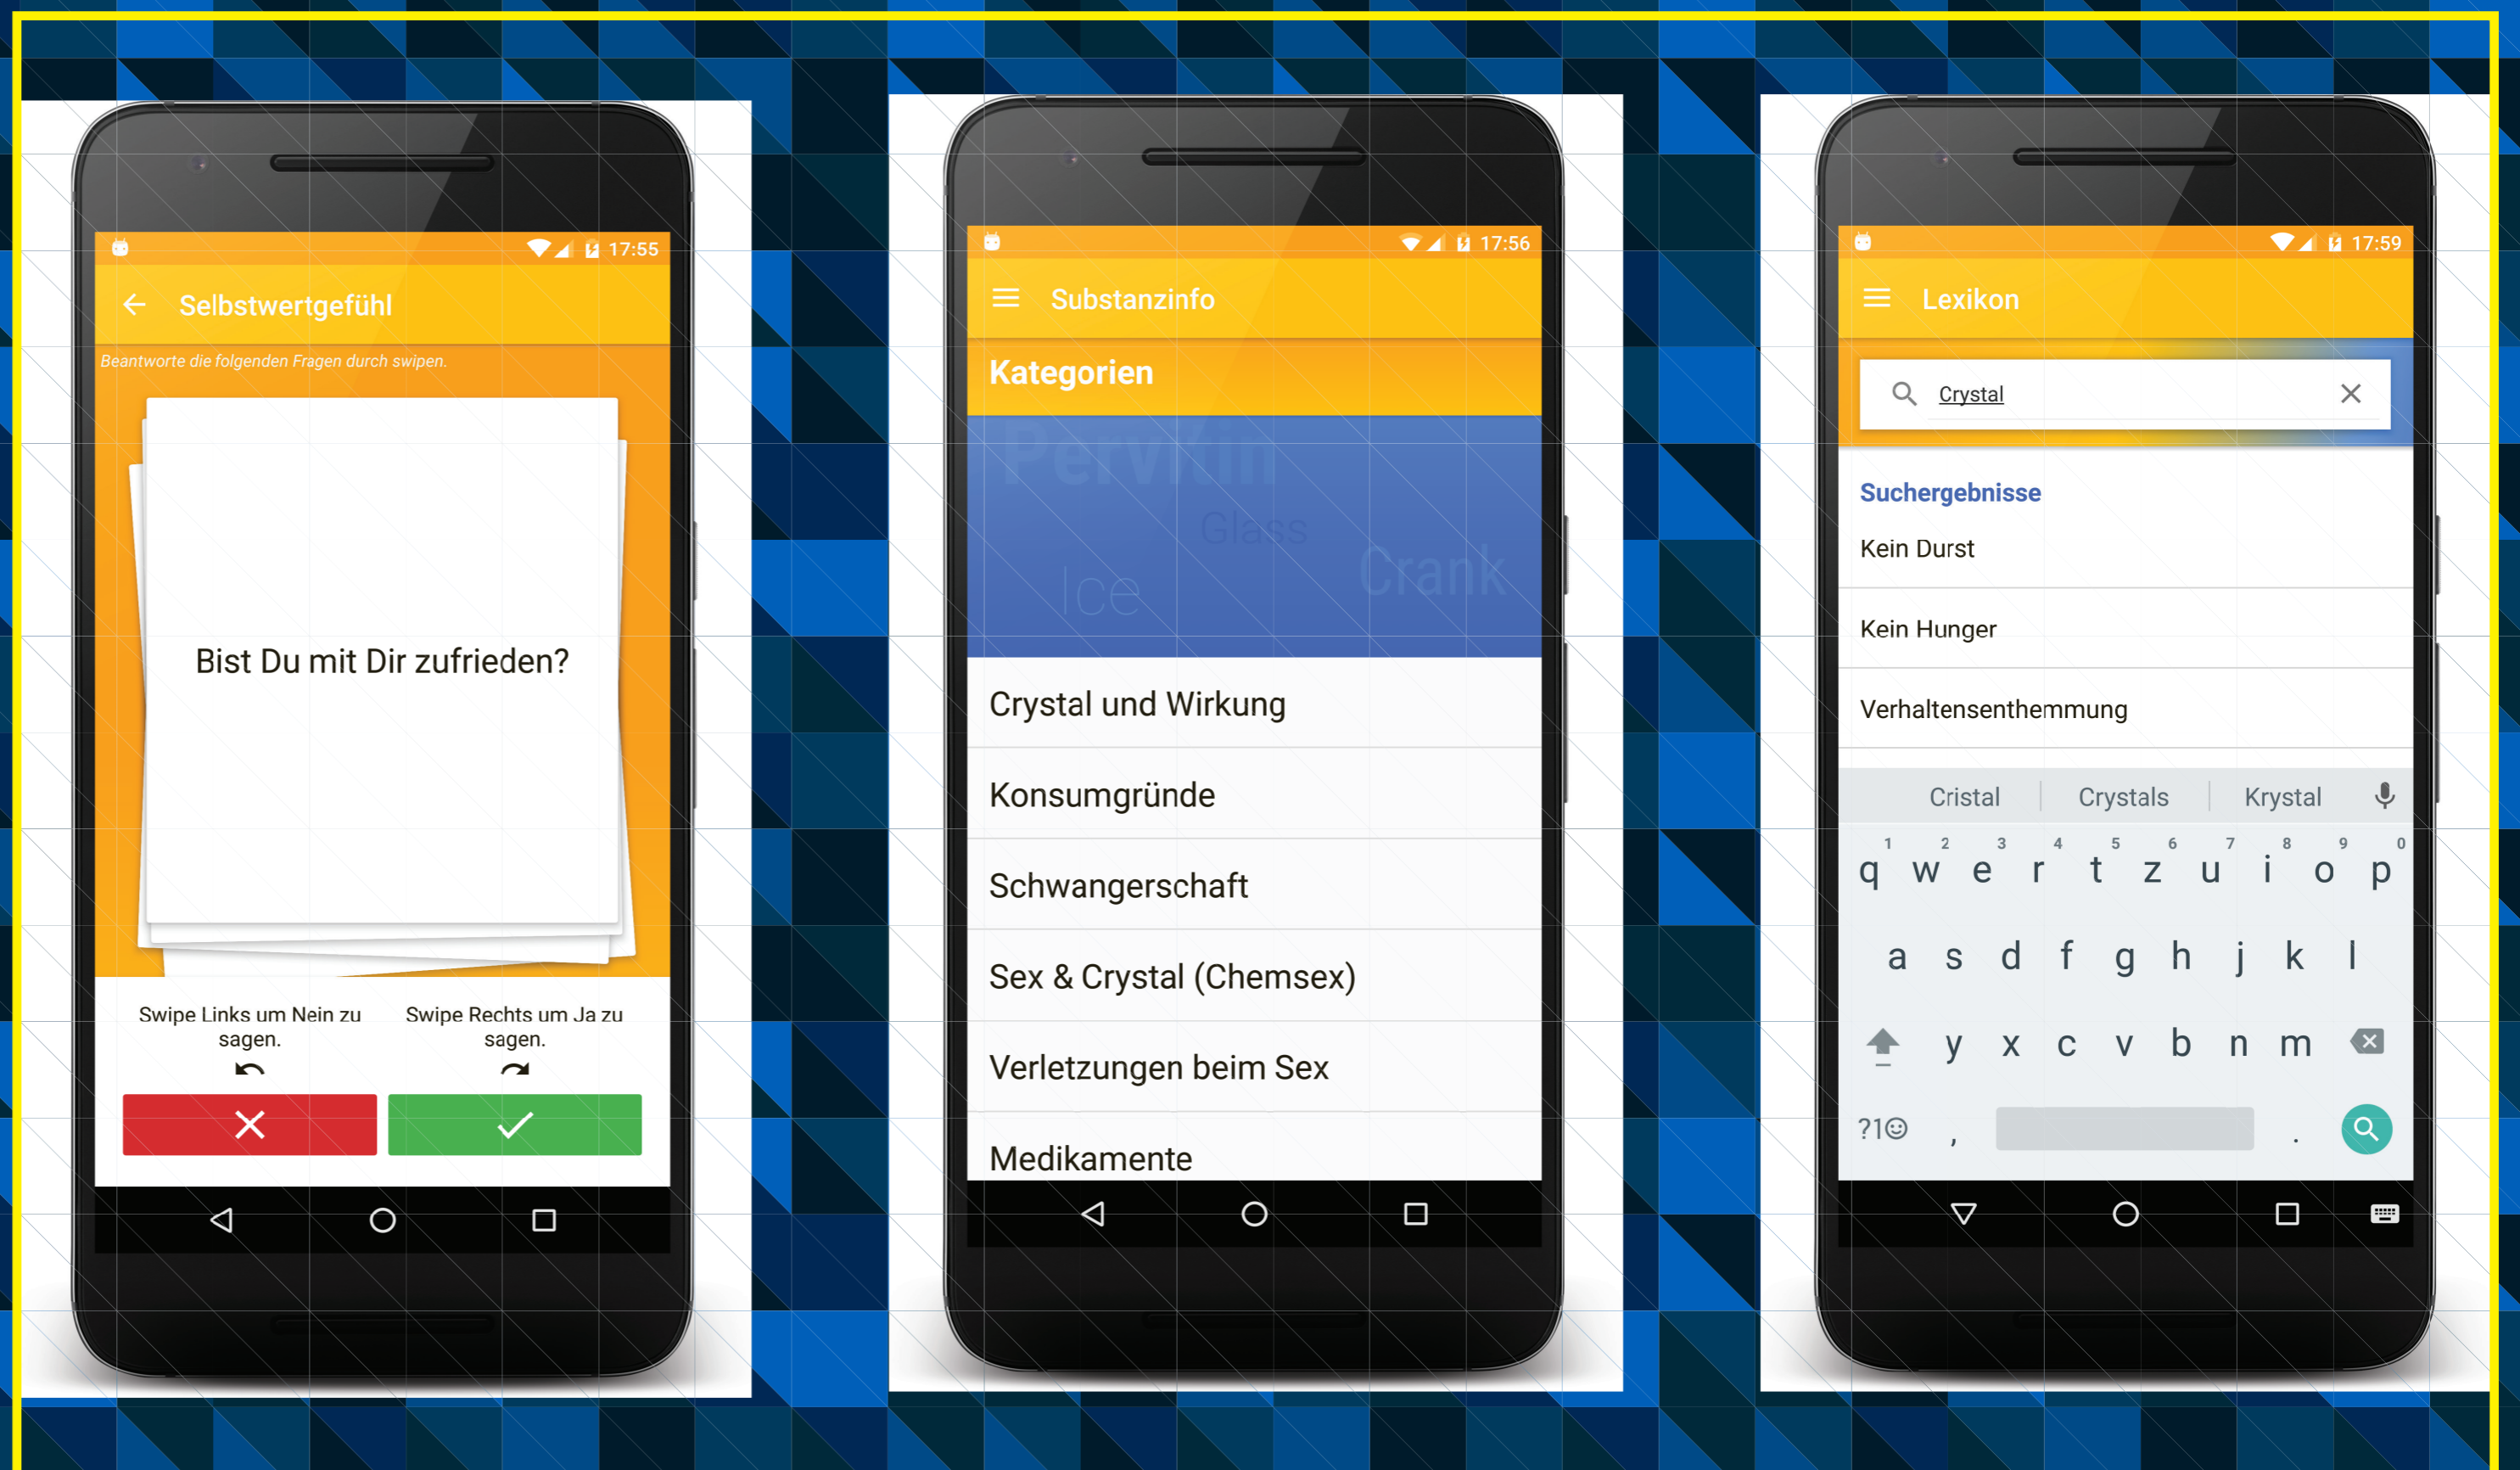 17:55
Selbstwertgefühl
Beantworte die folgenden Fragen durch swipen.
Bist Du mit Dir zufrieden?
Swipe Links um Nein zu
sagen.
Swipe Rechts um Ja zu
sagen.
17:56
Substanzinfo
Kategorien
Pervitin
Glass
Crank
Ice
Crystal und Wirkung
Konsumgründe
Schwangerschaft
Sex & Crystal (Chemsex)
Verletzungen beim Sex
Medikamente
17:59
Lexikon
Crystal
Suchergebnisse
Kein Durst
Kein Hunger
Verhaltensenthemmung
Cristal Crystals Krystal
1 2 3 4 5 6 7 8 9 0
q w e r t z u i o p
a s d f g h j k l
y x c v b n m
?1☺ , .